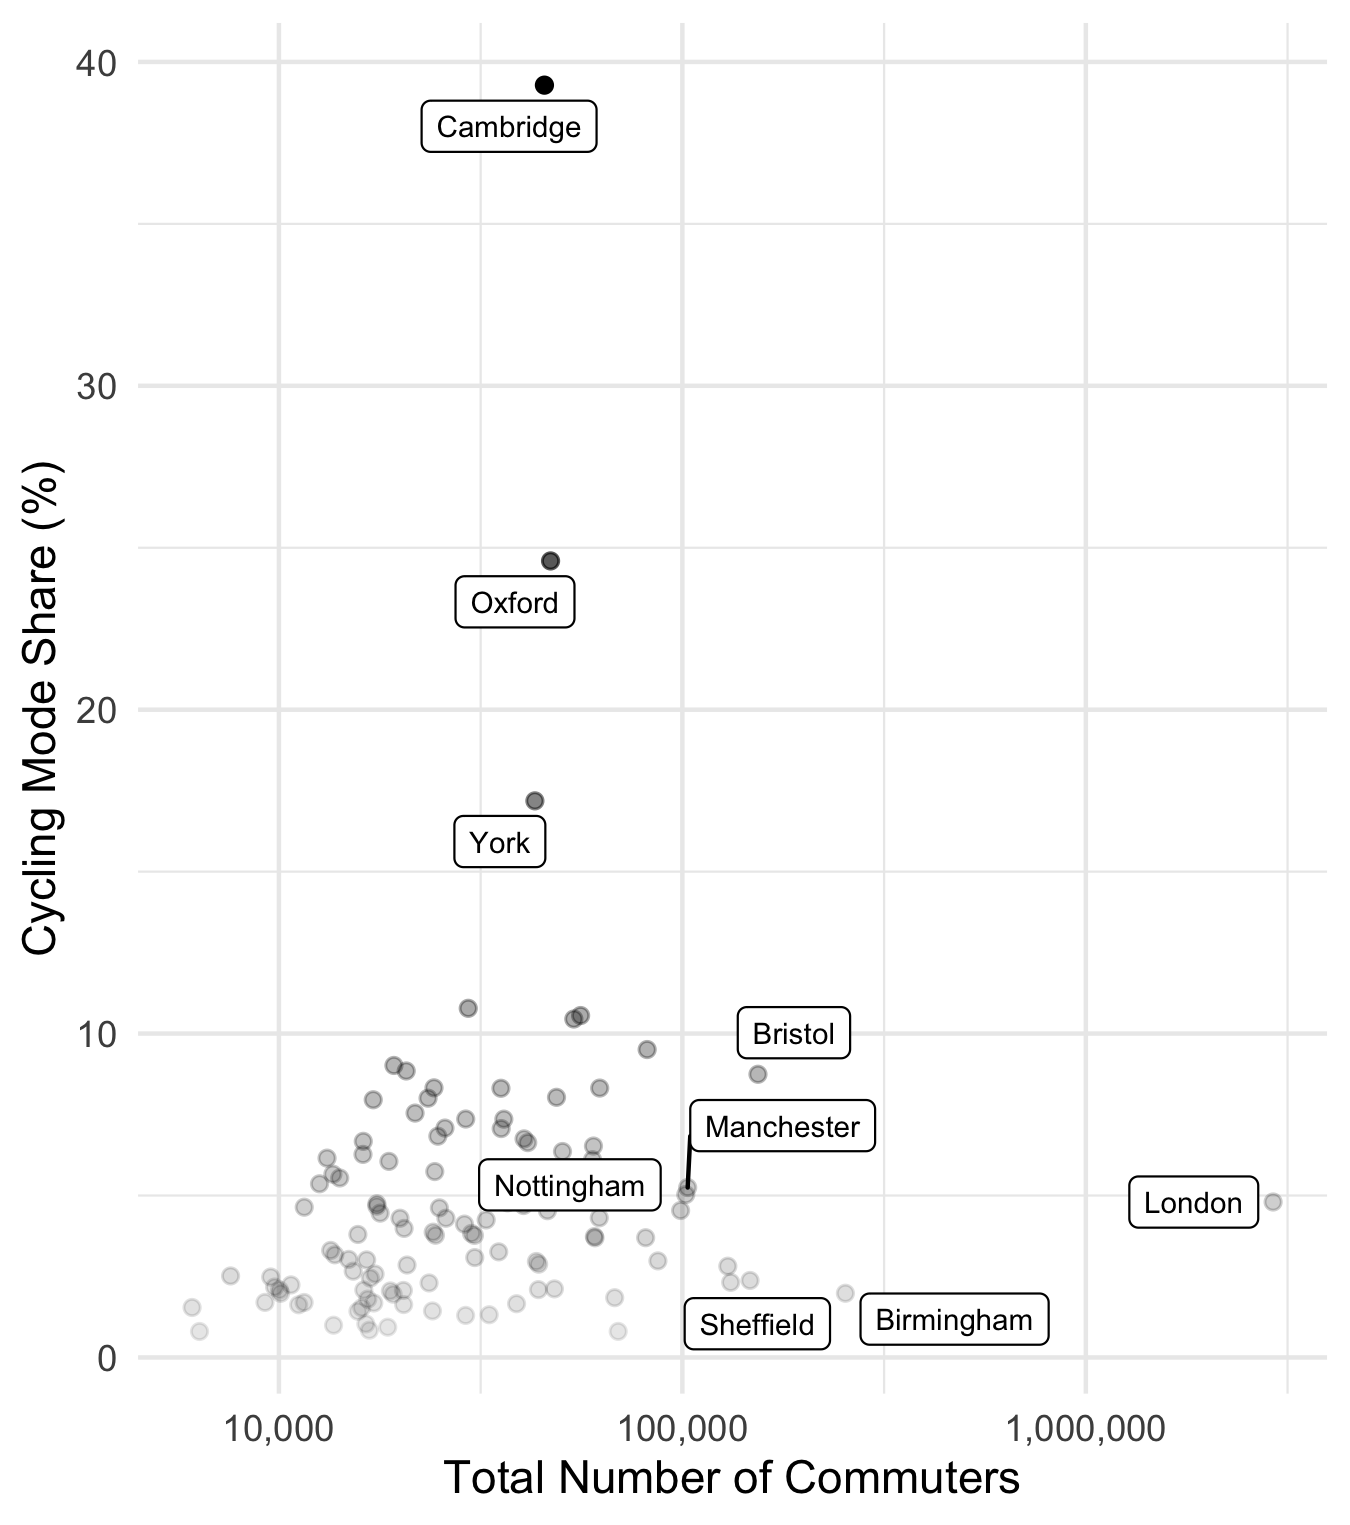 40
Cambridge
30
Cycling Mode Share (%)
Oxford
20
York
10
Bristol
Manchester
Nottingham
London
Sheffield
Birmingham
0
10,000
100,000
1,000,000
Total Number of Commuters